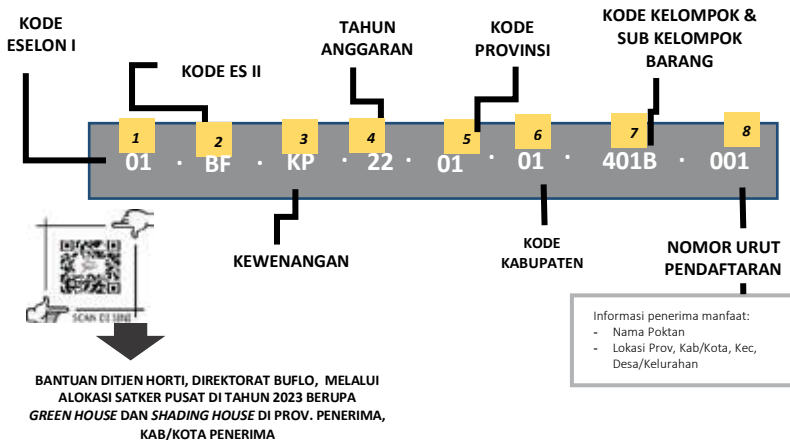 KODE
ESELON I
KODE ES II
TAHUN
ANGGARAN
KODE
PROVINSI
KODE KELOMPOK &
SUB KELOMPOK
BARANG
1 2 3 4 5 6 7 8
01 . BF . KP . 22 . 01 . 01 . 401B . 001
KEWENANGAN
KODE
KABUPATEN
NOMOR URUT
PENDAFTARAN
SCAN DI SINI
Informasi penerima manfaat:
- Nama Poktan
- Lokasi Prov, Kab/Kota, Kec,
Desa/Kelurahan
BANTUAN DITJEN HORTI, DIREKTORAT BUFLO, MELALUI
ALOKASI SATKER PUSAT DI TAHUN 2023 BERUPA
GREEN HOUSE DAN SHADING HOUSE DI PROV. PENERIMA,
KAB/KOTA PENERIMA